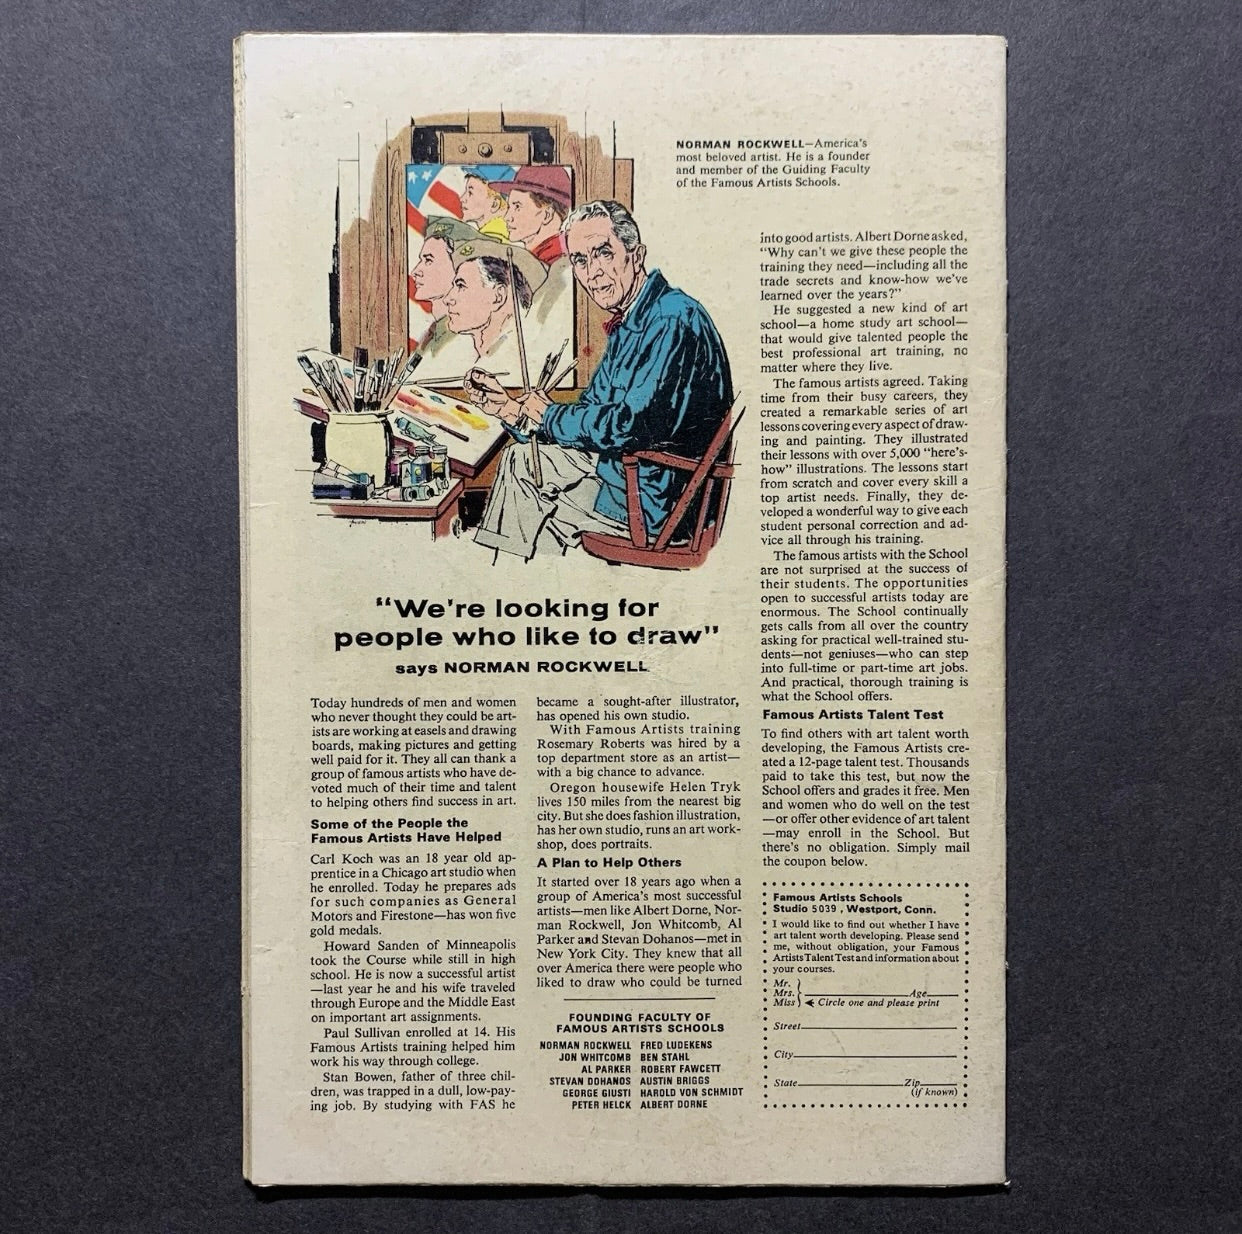 NORMAN ROCKWELL—America's
most beloved artist. He is a founder
and member of the Guiding Faculty
of the Famous Artists Schools.
"We're looking for
people who like to draw"
says NORMAN ROCKWELL
Today hundreds of men and women
who never thought they could be art-
ists are working at easels and drawing
boards, making pictures and getting
well paid for it. They all can thank a
group of famous artists who have de-
voted much of their time and talent
to helping others find success in art.
Some of the People the
Famous Artists Have Helped
Carl Koch was an 18 year old ap-
prentice in a Chicago art studio when
he enrolled. Today he prepares ads
for such companies as General
Motors and Firestone—has won five
gold medals.
Howard Sanden of Minneapolis
took the Course while still in high
school. He is now a successful artist
—last year he and his wife traveled
through Europe and the Middle East
on important art assignments.
Paul Sullivan enrolled at 14. His
Famous Artists training helped him
work his way through college.
Stan Bowen, father of three chil-
dren, was trapped in a dull, low-pay-
ing job. By studying with FAS he
became a sought-after illustrator,
has opened his own studio.
With Famous Artists training
Rosemary Roberts was hired by a
top department store as an artist—
with a big chance to advance.
Oregon housewife Helen Tryk
lives 150 miles from the nearest big
city. But she does fashion illustration,
has her own studio, runs an art work-
shop, does portraits.
A Plan to Help Others
It started over 18 years ago when a
group of America's most successful
artists—men like Albert Dorne, Nor-
man Rockwell, Jon Whitcomb, Al
Parker and Stevan Dohanos—met in
New York City. They knew that all
over America there were people who
liked to draw who could be turned
into good artists. Albert Dorne asked,
"Why can't we give these people the
training they need—including all the
trade secrets and know-how we've
learned over the years?"
He suggested a new kind of art
school—a home study art school—
that would give talented people the
best professional art training, no
matter where they live.
The famous artists agreed. Taking
time from their busy careers, they
created a remarkable series of art
lessons covering every aspect of draw-
ing and painting. They illustrated
their lessons with over 5,000 "here's-
how" illustrations. The lessons start
from scratch and cover every skill a
top artist needs. Finally, they de-
veloped a wonderful way to give each
student personal correction and ad-
vice all through his training.
The famous artists with the School
are not surprised at the success of
their students. The opportunities
open to successful artists today are
enormous. The School continually
gets calls from all over the country
asking for practical well-trained stu-
dents—not geniuses—who can step
into full-time or part-time art jobs.
And practical, thorough training is
what the School offers.
Famous Artists Talent Test
To find others with art talent worth
developing, the Famous Artists cre-
ated a 12-page talent test. Thousands
paid to take this test, but now the
School offers and grades it free. Men
and women who do well on the test
—or offer other evidence of art talent
—may enroll in the School. But
there's no obligation. Simply mail
the coupon below.
FOUNDING FACULTY OF
FAMOUS ARTISTS SCHOOLS
NORMAN ROCKWELL FRED LUDEKENS
JON WHITCOMB BEN STAHL
AL PARKER ROBERT FAWCETT
STEVAN DOHANOS AUSTIN BRIGGS
GEORGE GIUSTI HAROLD VON SCHMIDT
PETER HELCK ALBERT DORNE
Famous Artists Schools
Studio 5039, Westport, Conn.
I would like to find out whether I have
art talent worth developing. Please send
me, without obligation, your Famous
Artists Talent Test and information about
your courses.
Mr.
Mrs. Age
Miss Circle one and please print
Street
City
State Zip
(if known)